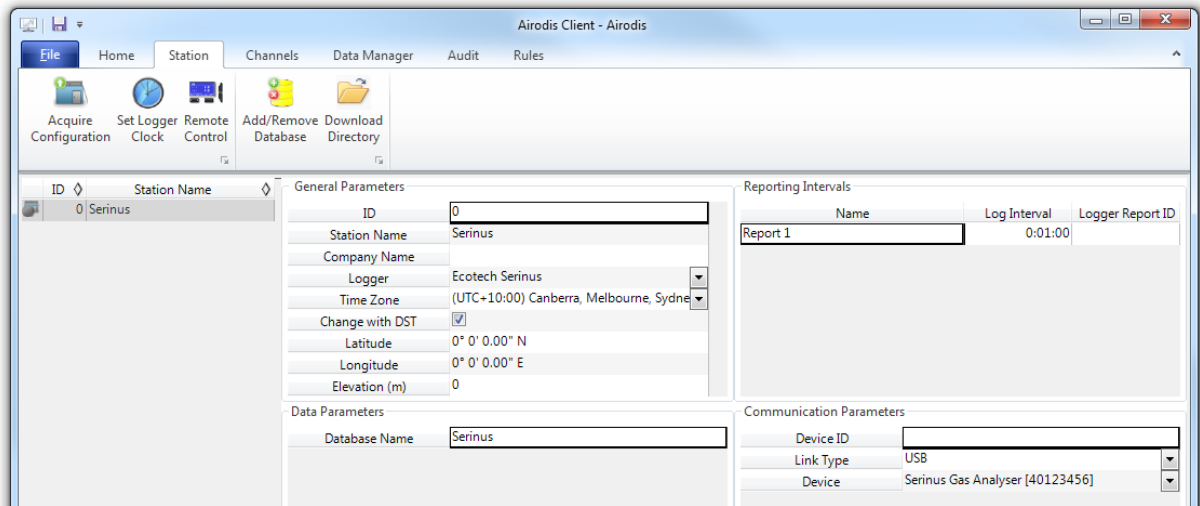 Airodis Client - Airodis
File Home Station Channels Data Manager Audit Rules
Acquire Configuration
Set Logger Clock
Remote Control
Add/Remove Database
Download Directory
ID Station Name
0 Serinus
General Parameters
ID 0
Station Name Serinus
Company Name
Logger Ecotech Serinus
Time Zone (UTC+10:00) Canberra, Melbourne, Sydne
Change with DST
Latitude 0° 0' 0.00" N
Longitude 0° 0' 0.00" E
Elevation (m) 0
Data Parameters
Database Name Serinus
Reporting Intervals
Name Log Interval Logger Report ID
Report 1 0:01:00
Communication Parameters
Device ID
Link Type USB
Device Serinus Gas Analyser [40123456]